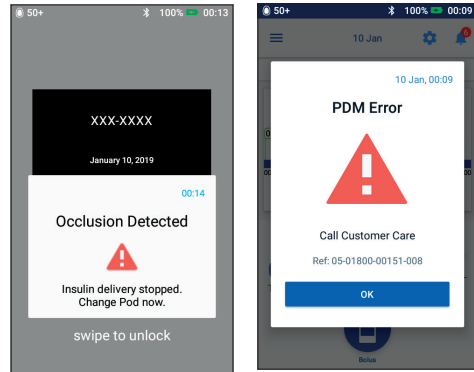 50+
100%
00:13
XXX-XXXX
January 10, 2019
00:14
Occlusion Detected
Insulin delivery stopped.
Change Pod now.
swipe to unlock
50+
100%
00:09
10 Jan
6
10 Jan, 00:09
PDM Error
Call Customer Care
Ref: 05-01800-00151-008
OK
Bolus